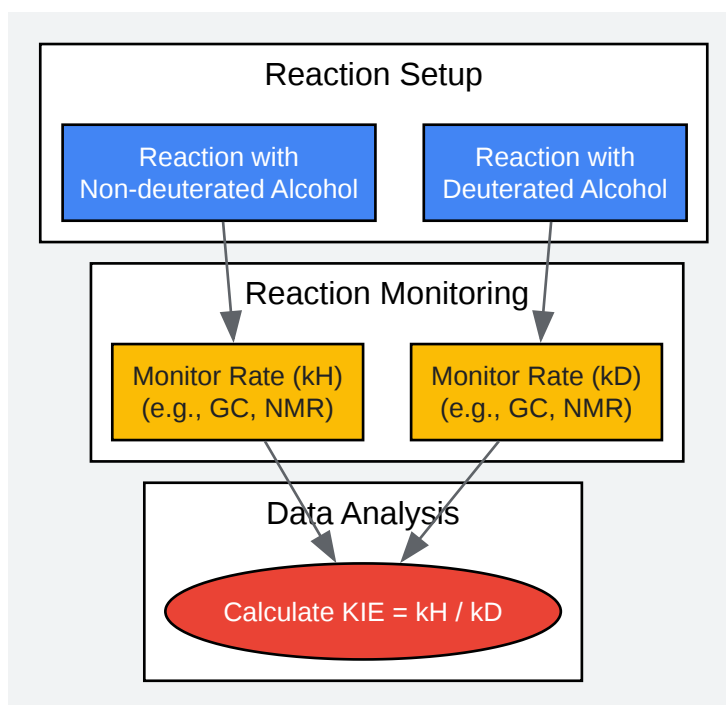 Reaction Setup
Reaction with
Non-deuterated Alcohol
Reaction with
Deuterated Alcohol
Reaction Monitoring
Monitor Rate (kH)
(e.g., GC, NMR)
Monitor Rate (kD)
(e.g., GC, NMR)
Data Analysis
Calculate KIE = kH / kD